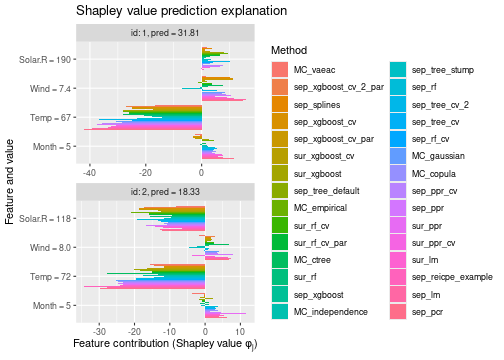 Shapley value prediction explanation
id: 1, pred = 31.81
Solar.R = 190
Wind = 7.4
Temp = 67
Month = 5
-40 -20 0
id: 2, pred = 18.33
Solar.R = 118
Wind = 8.0
Temp = 72
Month = 5
-30 -20 -10 0 10
Feature contribution (Shapley value φj)
Feature and value
Method
MC_vaeac
sep_xgboost_cv_2_par
sep_splines
sep_xgboost_cv
sep_xgboost_cv_par
sur_xgboost_cv
sur_xgboost
sep_tree_default
MC_empirical
sur_rf_cv
sur_rf_cv_par
MC_ctree
sur_rf
sep_xgboost
MC_independence
sep_tree_stump
sep_rf
sep_tree_cv_2
sep_tree_cv
sep_rf_cv
MC_gaussian
MC_copula
sep_ppr_cv
sep_ppr
sur_ppr
sur_ppr_cv
sur_lm
sep_reicpe_example
sep_lm
sep_pcr